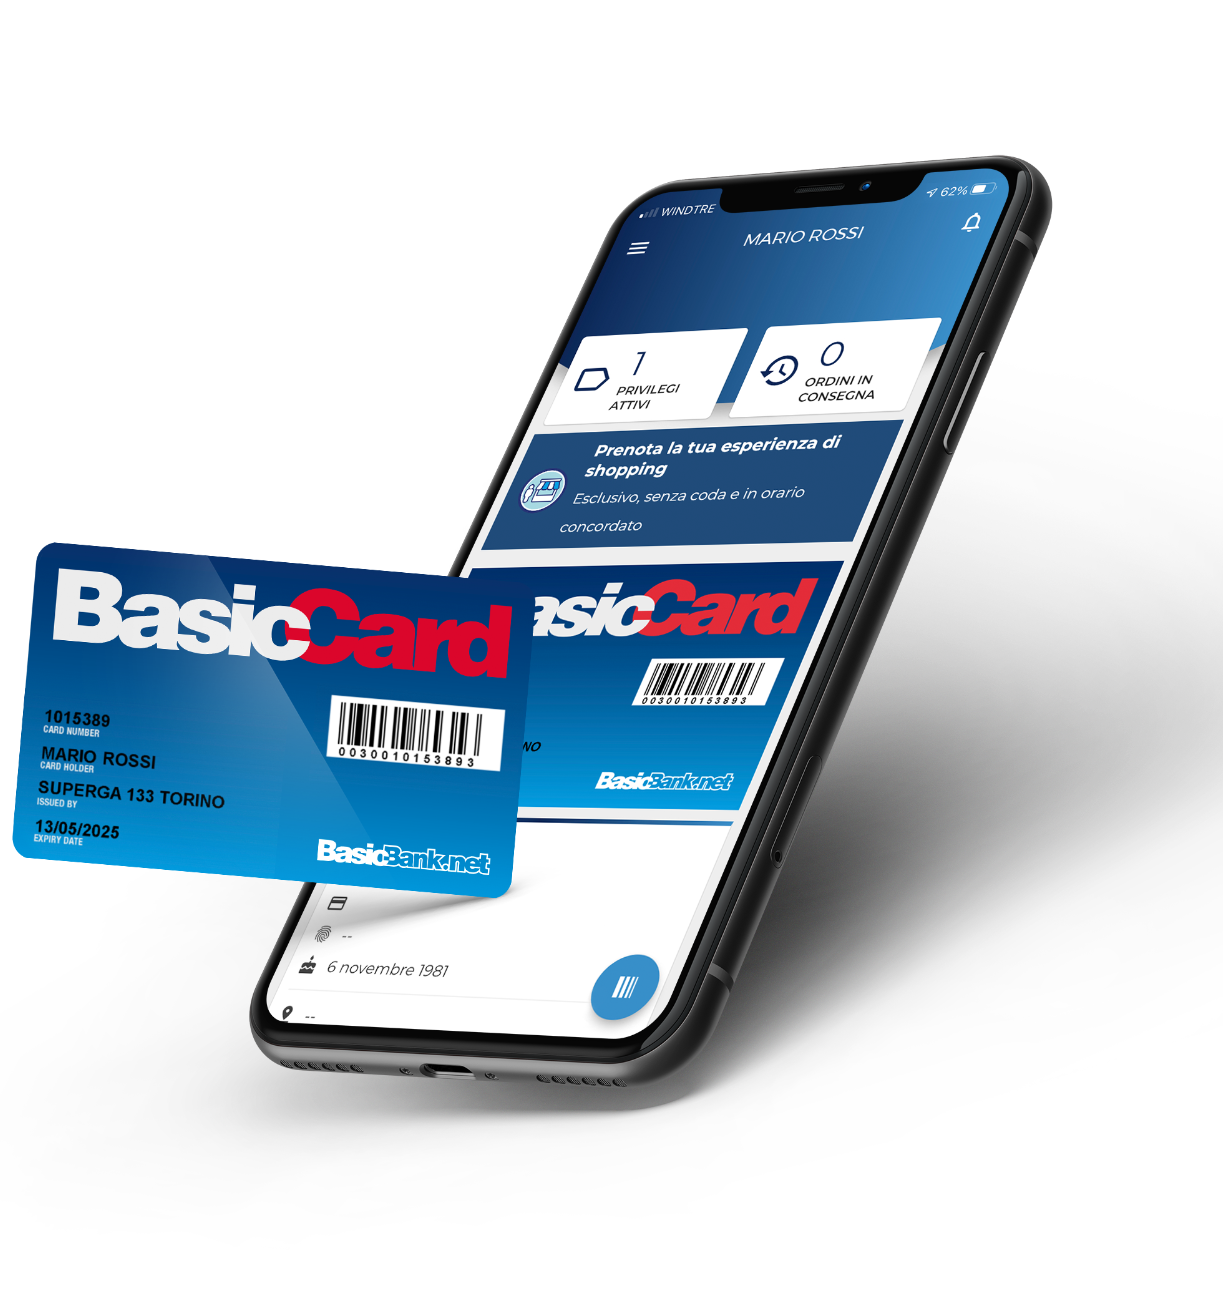 WINDTRE
62%
MARIO ROSSI
1
PRIVILEGI
ATTIVI
0
ORDINI IN
CONSEGNA
Prenota la tua esperienza di
shopping
Esclusivo, senza coda e in orario
concordato
asicCard
0030010153893
NO
BasicBank.net
BasicCard
1015389
CARD NUMBER
MARIO ROSSI
CARD HOLDER
SUPERGA 133 TORINO
ISSUED BY
13/05/2025
EXPIRY DATE
0030010153893
BasicBank.net
--
6 novembre 1981
--